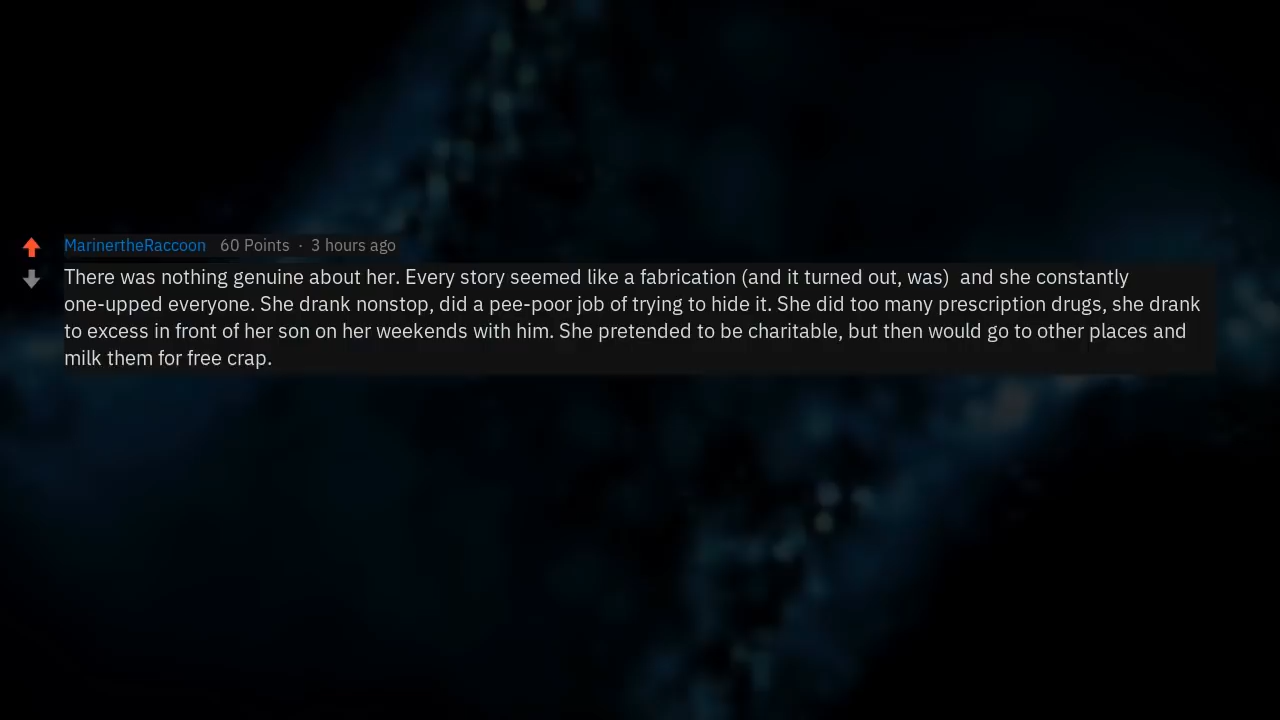 MarinertheRaccoon 60 Points · 3 hours ago
There was nothing genuine about her. Every story seemed like a fabrication (and it turned out, was)  and she constantly
one-upped everyone. She drank nonstop, did a pee-poor job of trying to hide it. She did too many prescription drugs, she drank
to excess in front of her son on her weekends with him. She pretended to be charitable, but then would go to other places and
milk them for free crap.